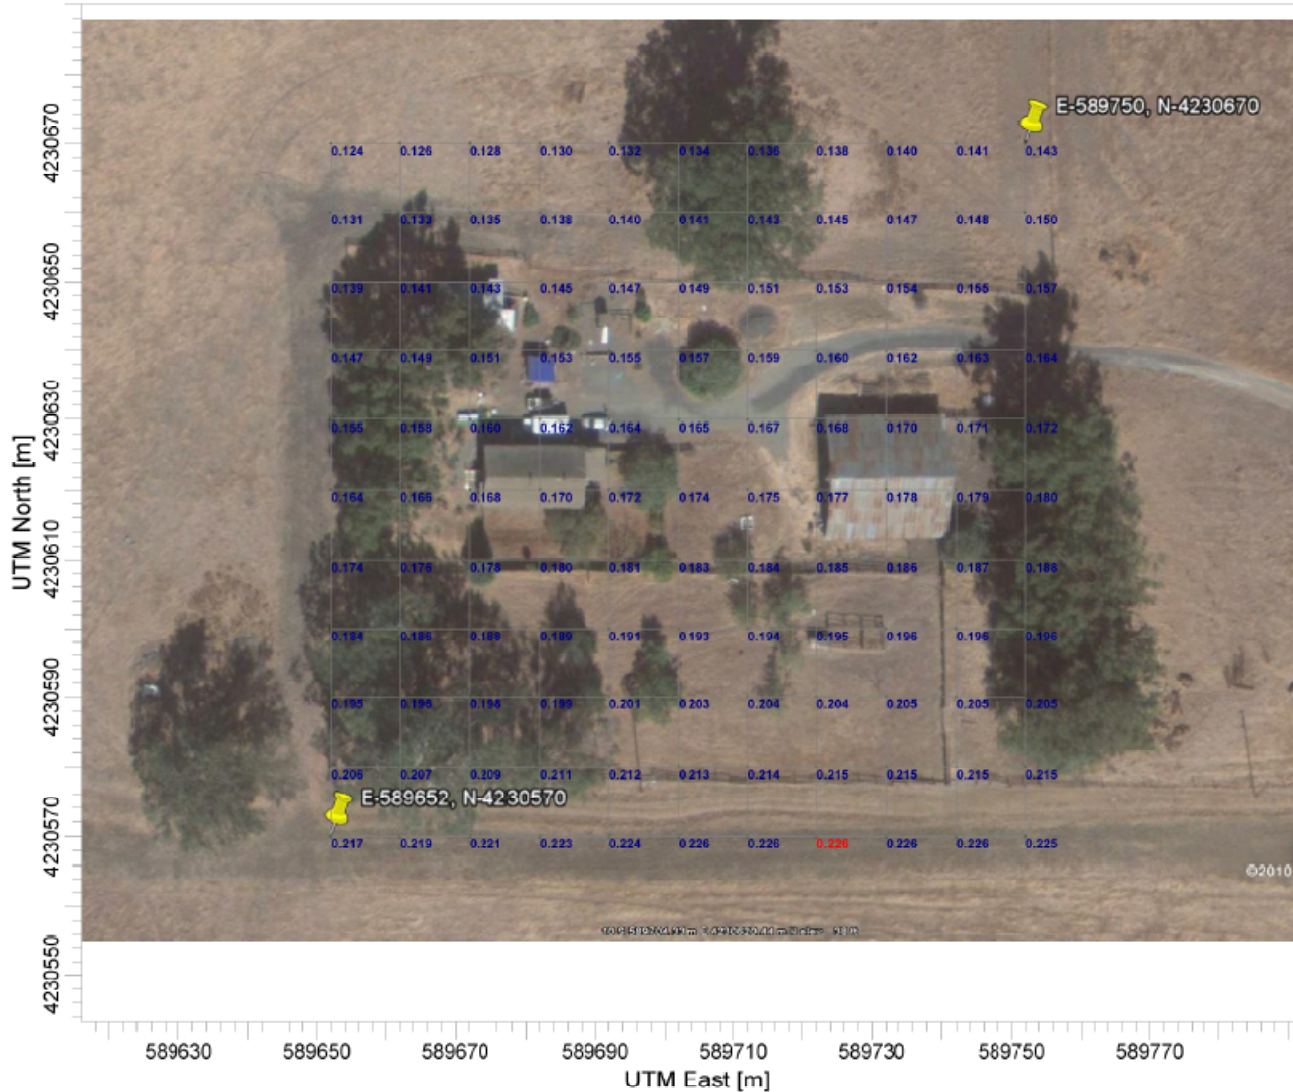 4230670
E-589750, N-4230670
0.124 0.126 0.128 0.130 0.132 0.134 0.136 0.138 0.140 0.141 0.143
0.131 0.133 0.135 0.138 0.140 0.141 0.143 0.145 0.147 0.148 0.150
4230650
0.139 0.141 0.143 0.145 0.147 0.149 0.151 0.153 0.154 0.155 0.157
0.147 0.149 0.151 0.153 0.155 0.157 0.159 0.160 0.162 0.163 0.164
4230630
0.155 0.158 0.160 0.162 0.164 0.165 0.167 0.168 0.170 0.171 0.172
UTM North [m]
0.164 0.166 0.168 0.170 0.172 0.174 0.175 0.177 0.178 0.179 0.180
4230610
0.174 0.176 0.178 0.180 0.181 0.183 0.184 0.185 0.186 0.187 0.188
0.184 0.186 0.188 0.189 0.191 0.193 0.194 0.195 0.196 0.196 0.196
4230590
0.195 0.196 0.198 0.199 0.201 0.203 0.204 0.204 0.205 0.205 0.205
0.206 0.207 0.209 0.211 0.212 0.213 0.214 0.215 0.215 0.215 0.215
E-589652, N-4230570
4230570
0.217 0.219 0.221 0.223 0.224 0.226 0.226 0.226 0.226 0.226 0.225
©2010
4230550
589630 589650 589670 589690 589710 589730 589750 589770
UTM East [m]